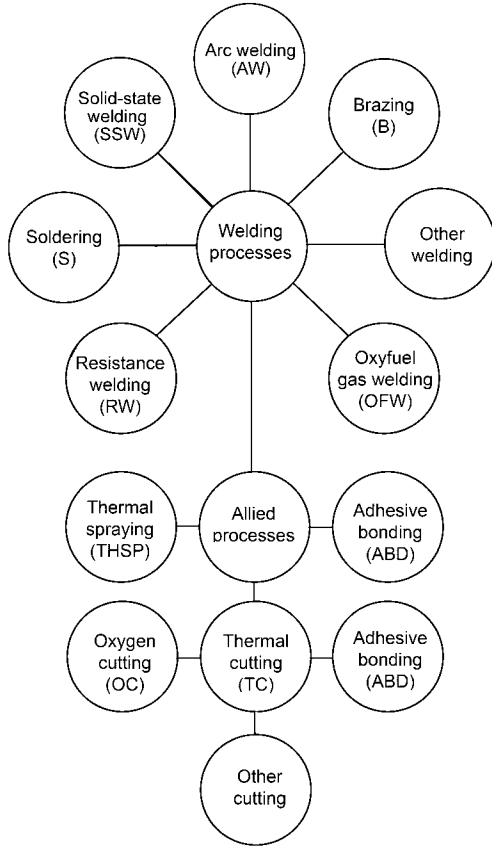 Arc welding
(AW)
Solid-state
welding
(SSW)
Brazing
(B)
Soldering
(S)
Welding
processes
Other
welding
Resistance
welding
(RW)
Oxyfuel
gas welding
(OFW)
Thermal
spraying
(THSP)
Allied
processes
Adhesive
bonding
(ABD)
Oxygen
cutting
(OC)
Thermal
cutting
(TC)
Adhesive
bonding
(ABD)
Other
cutting